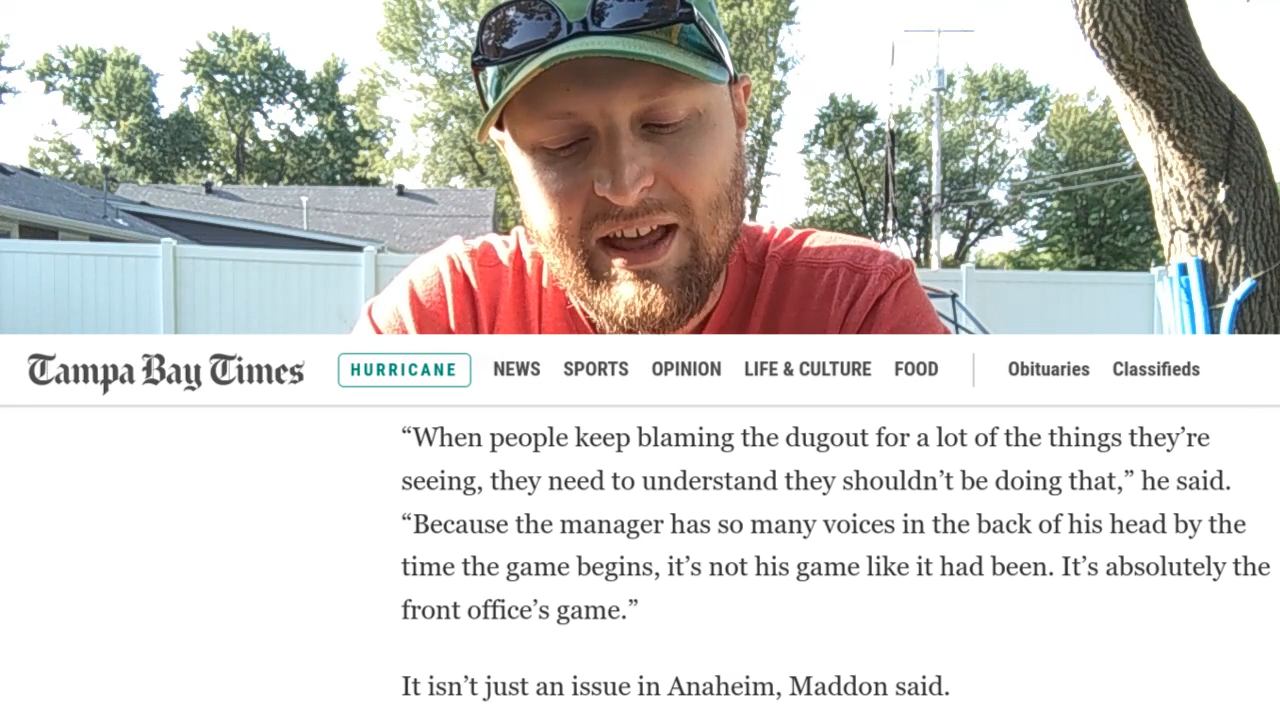 Tampa Bay Times HURRICANE NEWS SPORTS OPINION LIFE & CULTURE FOOD Obituaries Classifieds
“When people keep blaming the dugout for a lot of the things they’re
seeing, they need to understand they shouldn’t be doing that,” he said.
“Because the manager has so many voices in the back of his head by the
time the game begins, it’s not his game like it had been. It’s absolutely the
front office’s game.”
It isn’t just an issue in Anaheim, Maddon said.